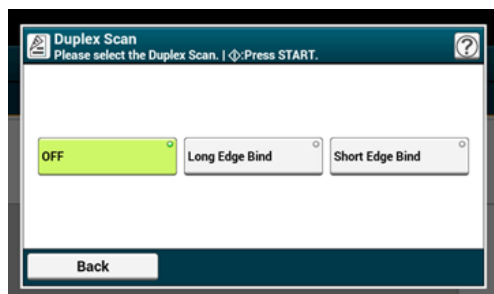 Duplex Scan
Please select the Duplex Scan. | :Press START.
?
OFF
Long Edge Bind
Short Edge Bind
Back